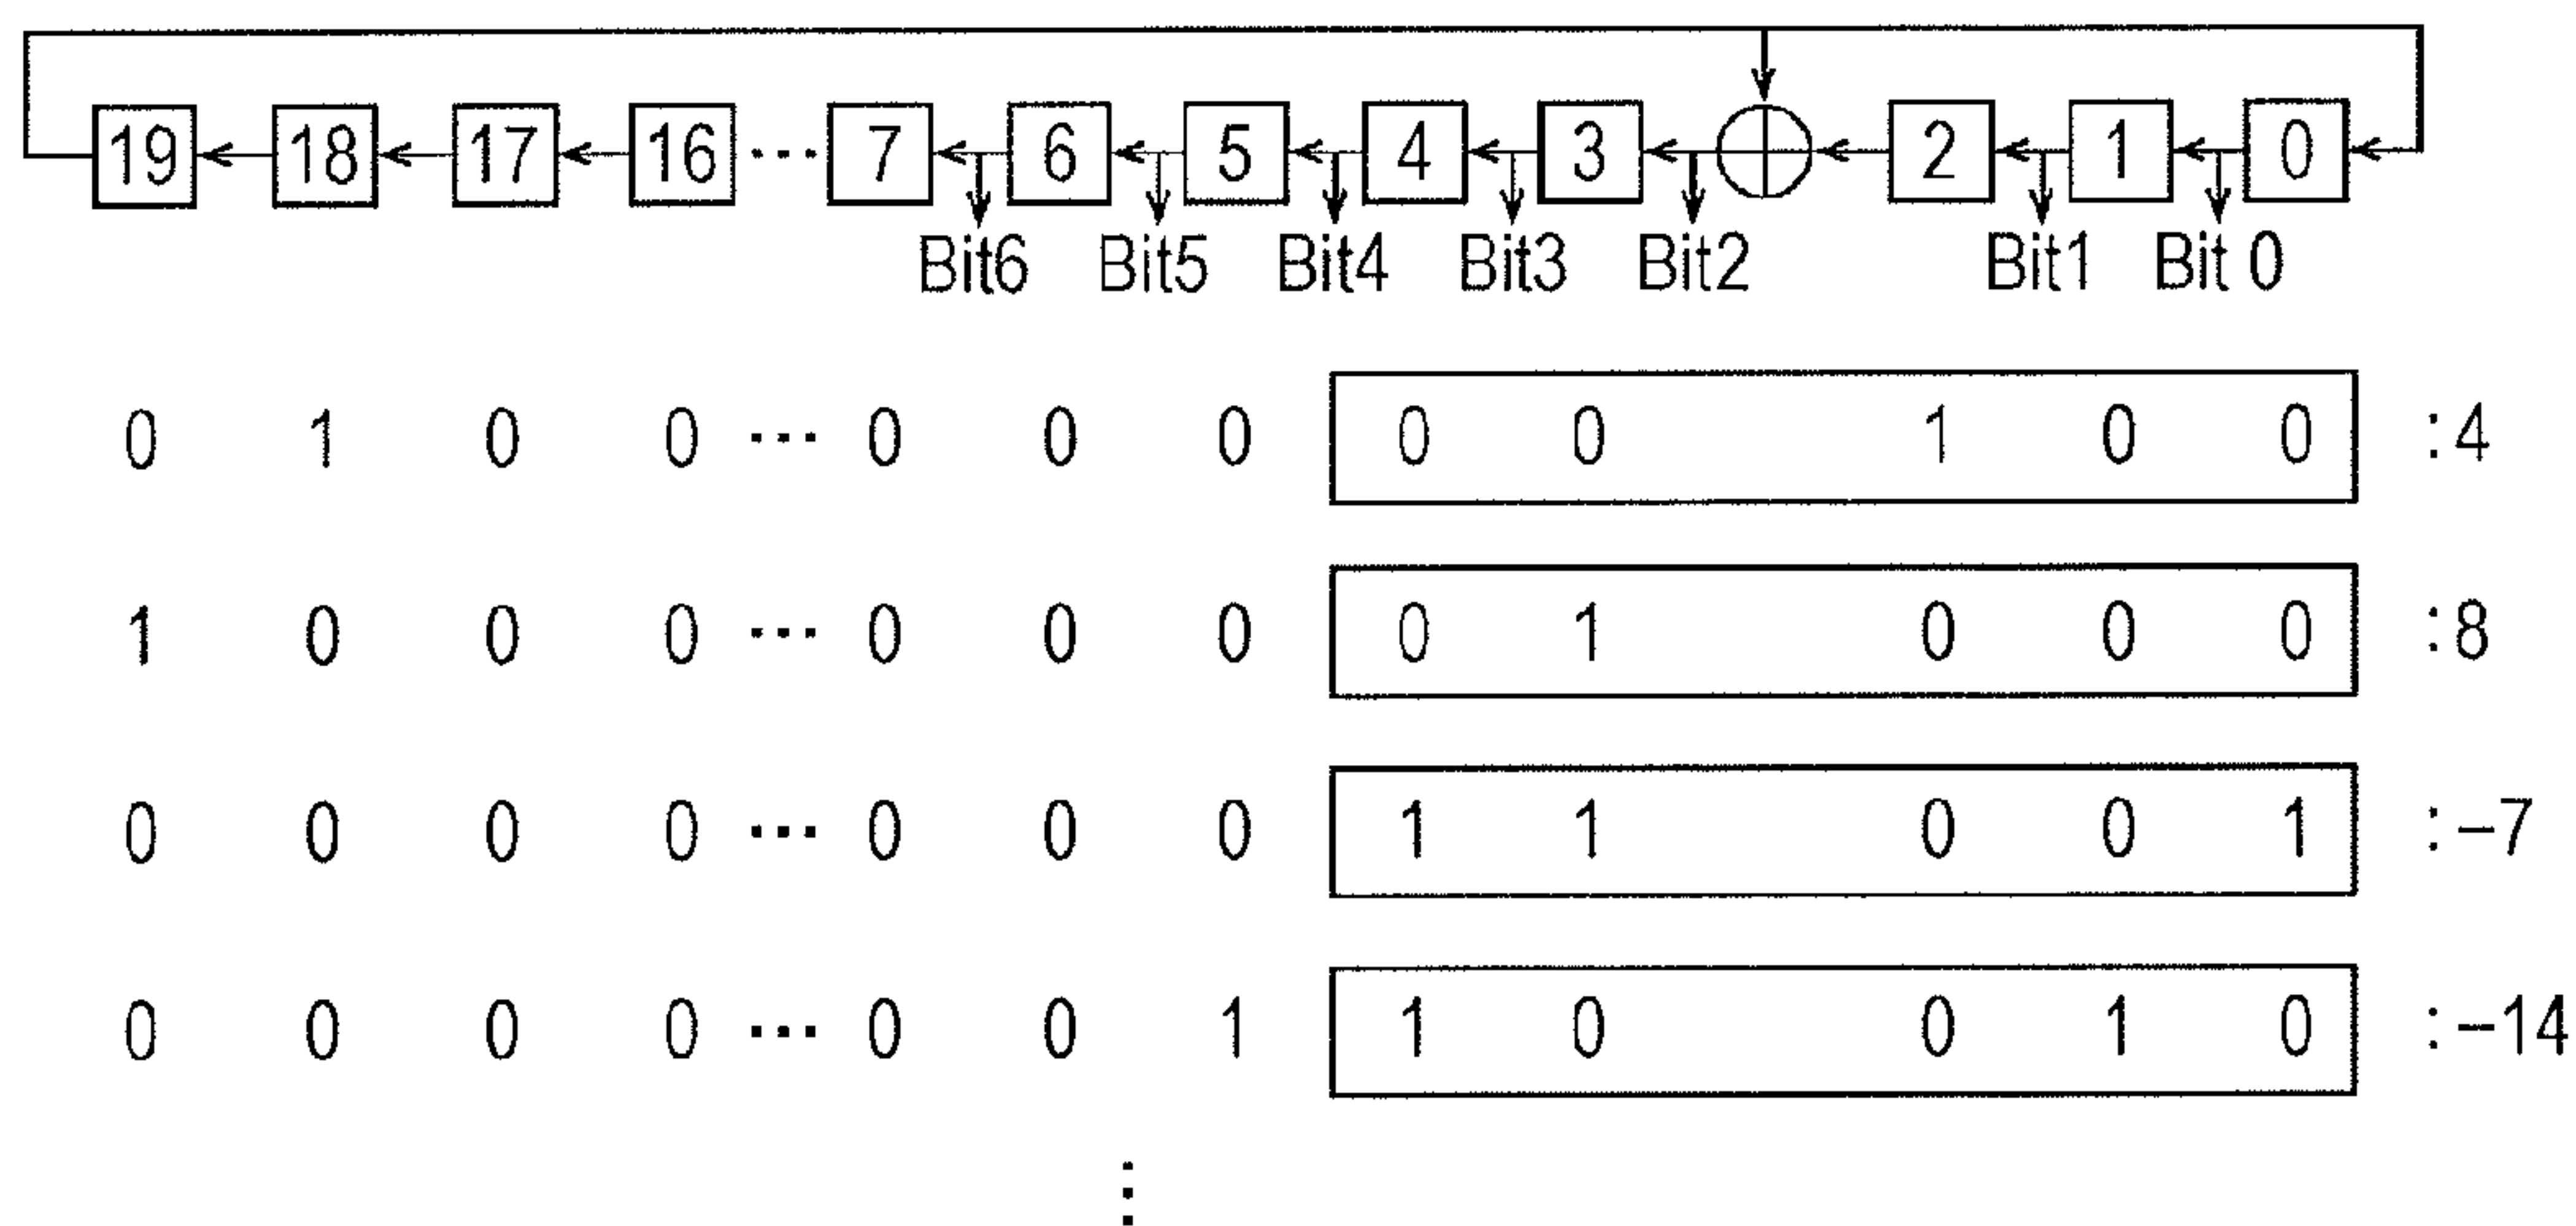 19 18 17 16 ... 7 6 5 4 3 2 1 0
Bit6 Bit5 Bit4 Bit3 Bit2 Bit1 Bit 0
0 1 0 0 ... 0 0 0 0 0 1 0 0 :4
1 0 0 0 ... 0 0 0 0 1 0 0 0 :8
0 0 0 0 ... 0 0 0 1 1 0 0 1 :−7
0 0 0 0 ... 0 0 1 1 0 0 1 0 :−14
⋮